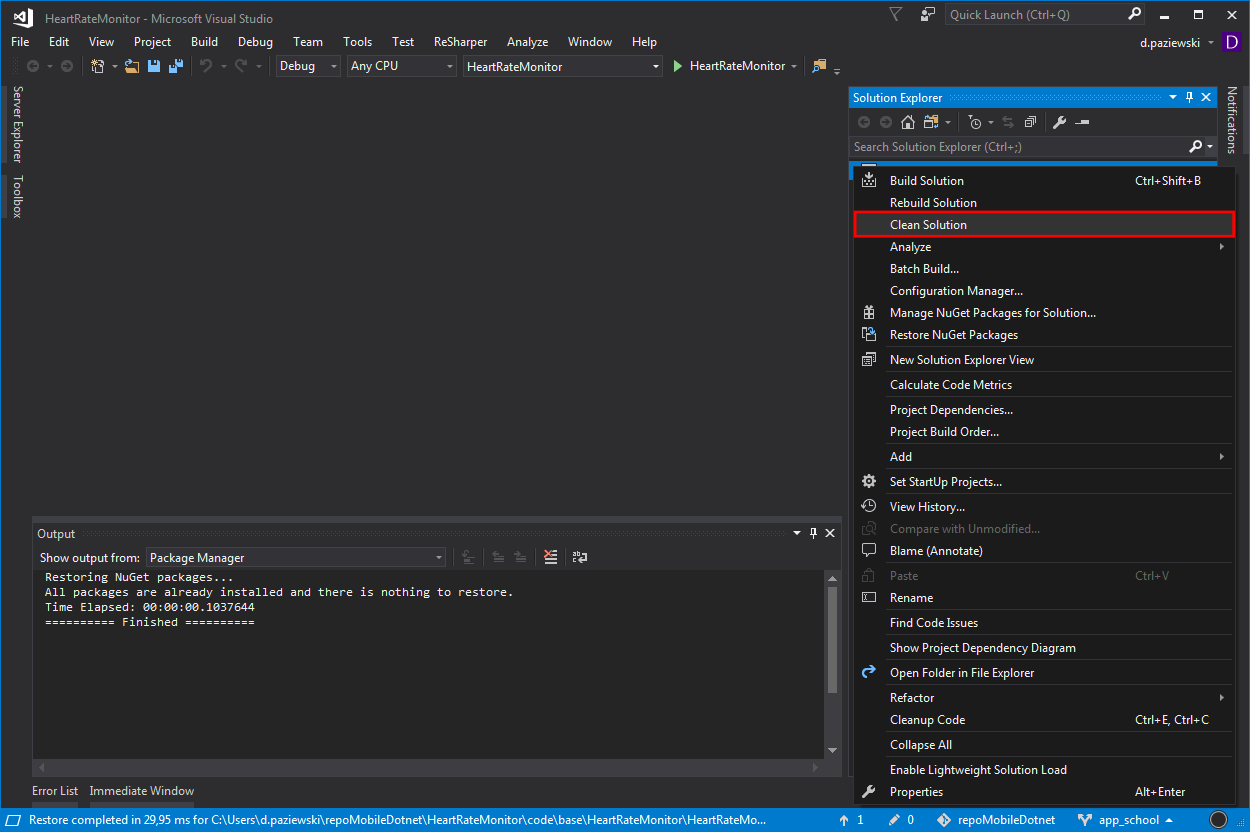 HeartRateMonitor - Microsoft Visual Studio
Quick Launch (Ctrl+Q)
File Edit View Project Build Debug Team Tools Test ReSharper Analyze Window Help
d.paziewski D
Debug Any CPU HeartRateMonitor HeartRateMonitor
Server Explorer
Toolbox
Solution Explorer
Search Solution Explorer (Ctrl+;)
Notifications
Build Solution Ctrl+Shift+B
Rebuild Solution
Clean Solution
Analyze
Batch Build...
Configuration Manager...
Manage NuGet Packages for Solution...
Restore NuGet Packages
New Solution Explorer View
Calculate Code Metrics
Project Dependencies...
Project Build Order...
Add
Set StartUp Projects...
View History...
Compare with Unmodified...
Blame (Annotate)
Paste Ctrl+V
Rename
Find Code Issues
Show Project Dependency Diagram
Open Folder in File Explorer
Refactor
Cleanup Code Ctrl+E, Ctrl+C
Collapse All
Enable Lightweight Solution Load
Properties Alt+Enter
Output
Show output from: Package Manager
Restoring NuGet packages...
All packages are already installed and there is nothing to restore.
Time Elapsed: 00:00:00.1037644
========== Finished ==========
Error List Immediate Window
Restore completed in 29,95 ms for C:\Users\d.paziewski\repoMobileDotnet\HeartRateMonitor\code\base\HeartRateMonitor\HeartRateMo... 1 0 repoMobileDotnet app_school